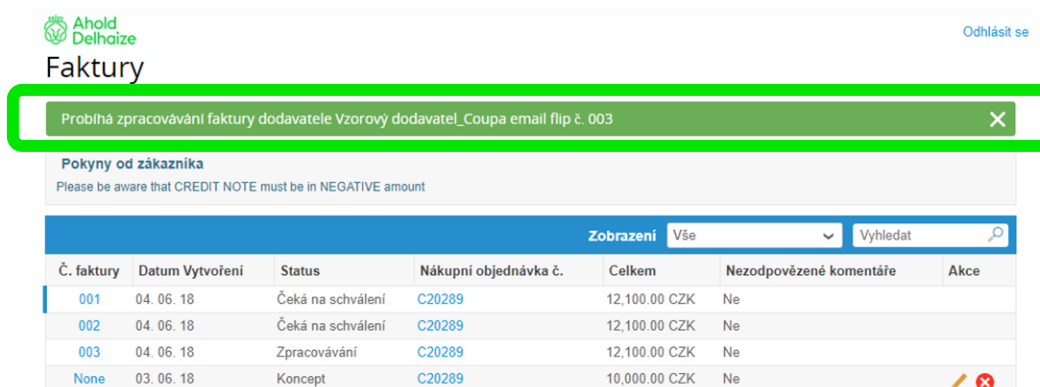 Ahold
Delhaize
Odhlásit se
Faktury
Probíhá zpracovávání faktury dodavatele Vzorový dodavatel_Coupa email flip č. 003
Pokyny od zákazníka
Please be aware that CREDIT NOTE must be in NEGATIVE amount
Zobrazení Vše Vyhledat
Č. faktury Datum Vytvoření Status Nákupní objednávka č. Celkem Nezodpovězené komentáře Akce
001 04. 06. 18 Čeká na schválení C20289 12,100.00 CZK Ne
002 04. 06. 18 Čeká na schválení C20289 12,100.00 CZK Ne
003 04. 06. 18 Zpracovávání C20289 12,100.00 CZK Ne
None 03. 06. 18 Koncept C20289 10,000.00 CZK Ne